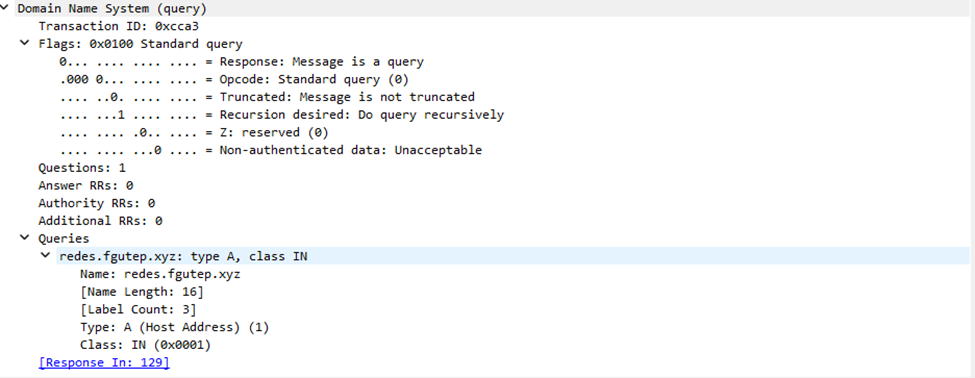 Domain Name System (query)
Transaction ID: 0xcca3
Flags: 0x0100 Standard query
0... .... .... .... = Response: Message is a query
.000 0... .... .... = Opcode: Standard query (0)
.... ..0. .... .... = Truncated: Message is not truncated
.... ...1 .... .... = Recursion desired: Do query recursively
.... .... .0.. .... = Z: reserved (0)
.... .... ...0 .... = Non-authenticated data: Unacceptable
Questions: 1
Answer RRs: 0
Authority RRs: 0
Additional RRs: 0
Queries
redes.fgutep.xyz: type A, class IN
Name: redes.fgutep.xyz
[Name Length: 16]
[Label Count: 3]
Type: A (Host Address) (1)
Class: IN (0x0001)
[Response In: 129]